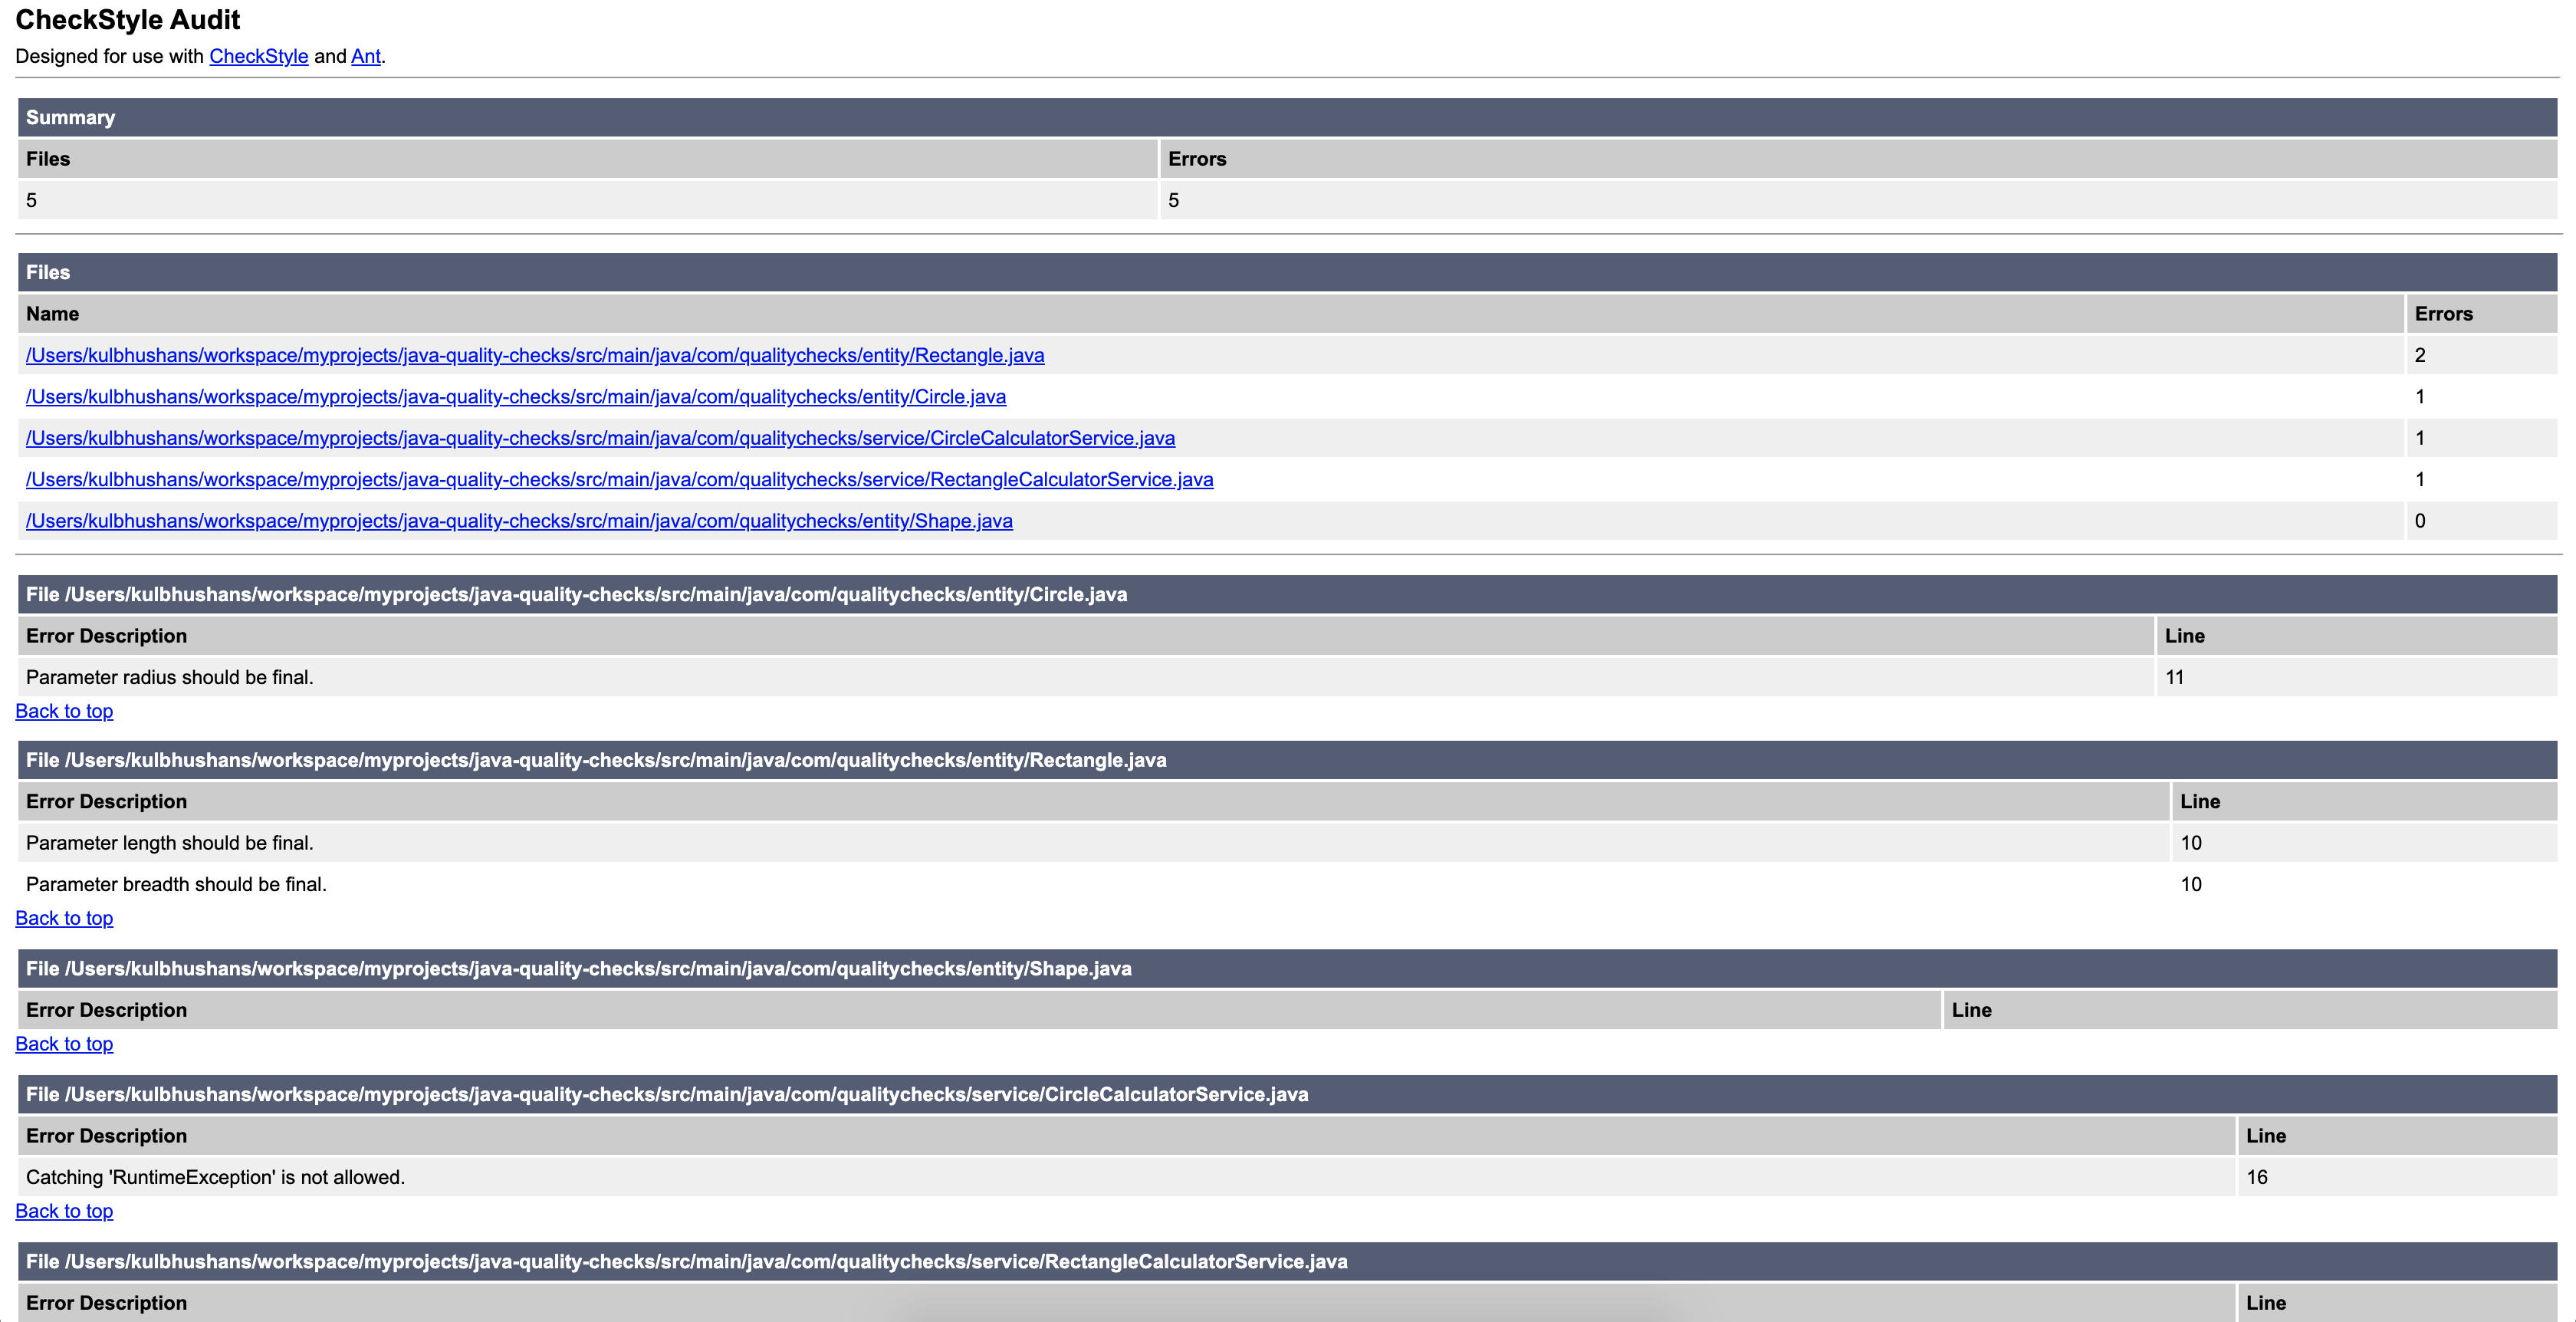 CheckStyle Audit
Designed for use with CheckStyle and Ant.
Summary
Files Errors
5 5
Files
Name Errors
/Users/kulbhushans/workspace/myprojects/java-quality-checks/src/main/java/com/qualitychecks/entity/Rectangle.java 2
/Users/kulbhushans/workspace/myprojects/java-quality-checks/src/main/java/com/qualitychecks/entity/Circle.java 1
/Users/kulbhushans/workspace/myprojects/java-quality-checks/src/main/java/com/qualitychecks/service/CircleCalculatorService.java 1
/Users/kulbhushans/workspace/myprojects/java-quality-checks/src/main/java/com/qualitychecks/service/RectangleCalculatorService.java 1
/Users/kulbhushans/workspace/myprojects/java-quality-checks/src/main/java/com/qualitychecks/entity/Shape.java 0
File /Users/kulbhushans/workspace/myprojects/java-quality-checks/src/main/java/com/qualitychecks/entity/Circle.java
Error Description Line
Parameter radius should be final. 11
Back to top
File /Users/kulbhushans/workspace/myprojects/java-quality-checks/src/main/java/com/qualitychecks/entity/Rectangle.java
Error Description Line
Parameter length should be final. 10
Parameter breadth should be final. 10
Back to top
File /Users/kulbhushans/workspace/myprojects/java-quality-checks/src/main/java/com/qualitychecks/entity/Shape.java
Error Description Line
Back to top
File /Users/kulbhushans/workspace/myprojects/java-quality-checks/src/main/java/com/qualitychecks/service/CircleCalculatorService.java
Error Description Line
Catching 'RuntimeException' is not allowed. 16
Back to top
File /Users/kulbhushans/workspace/myprojects/java-quality-checks/src/main/java/com/qualitychecks/service/RectangleCalculatorService.java
Error Description Line